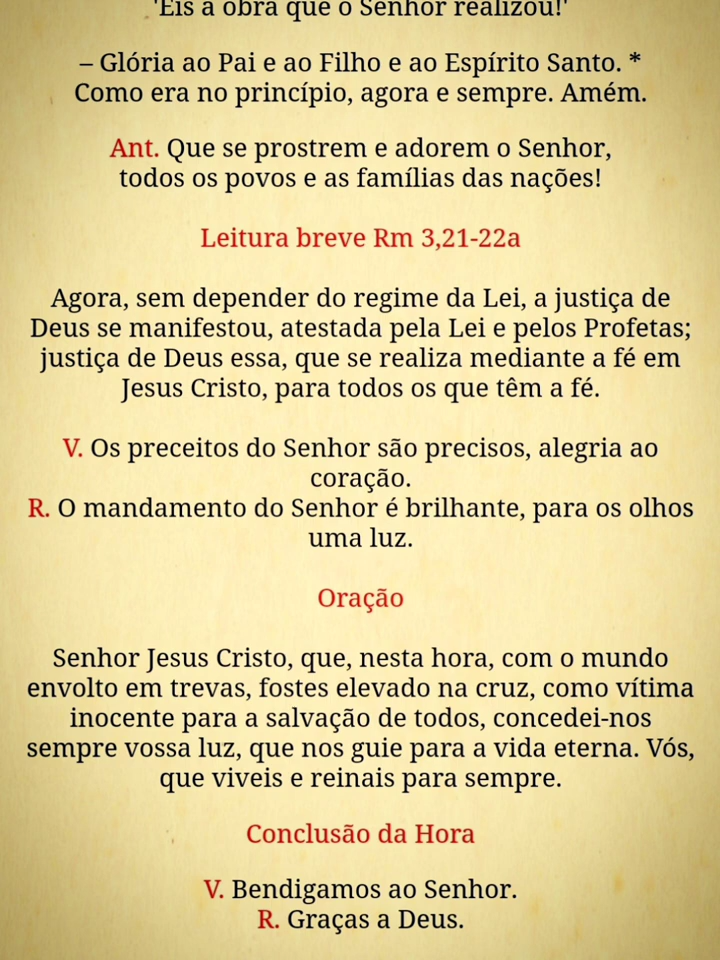 'Eis a obra que o Senhor realizou!'
– Glória ao Pai e ao Filho e ao Espírito Santo. *
Como era no princípio, agora e sempre. Amém.
Ant. Que se prostrem e adorem o Senhor,
todos os povos e as famílias das nações!
Leitura breve Rm 3,21-22a
Agora, sem depender do regime da Lei, a justiça de
Deus se manifestou, atestada pela Lei e pelos Profetas;
justiça de Deus essa, que se realiza mediante a fé em
Jesus Cristo, para todos os que têm a fé.
V. Os preceitos do Senhor são precisos, alegria ao
coração.
R. O mandamento do Senhor é brilhante, para os olhos
uma luz.
Oração
Senhor Jesus Cristo, que, nesta hora, com o mundo
envolto em trevas, fostes elevado na cruz, como vítima
inocente para a salvação de todos, concedei-nos
sempre vossa luz, que nos guie para a vida eterna. Vós,
que viveis e reinais para sempre.
Conclusão da Hora
V. Bendigamos ao Senhor.
R. Graças a Deus.